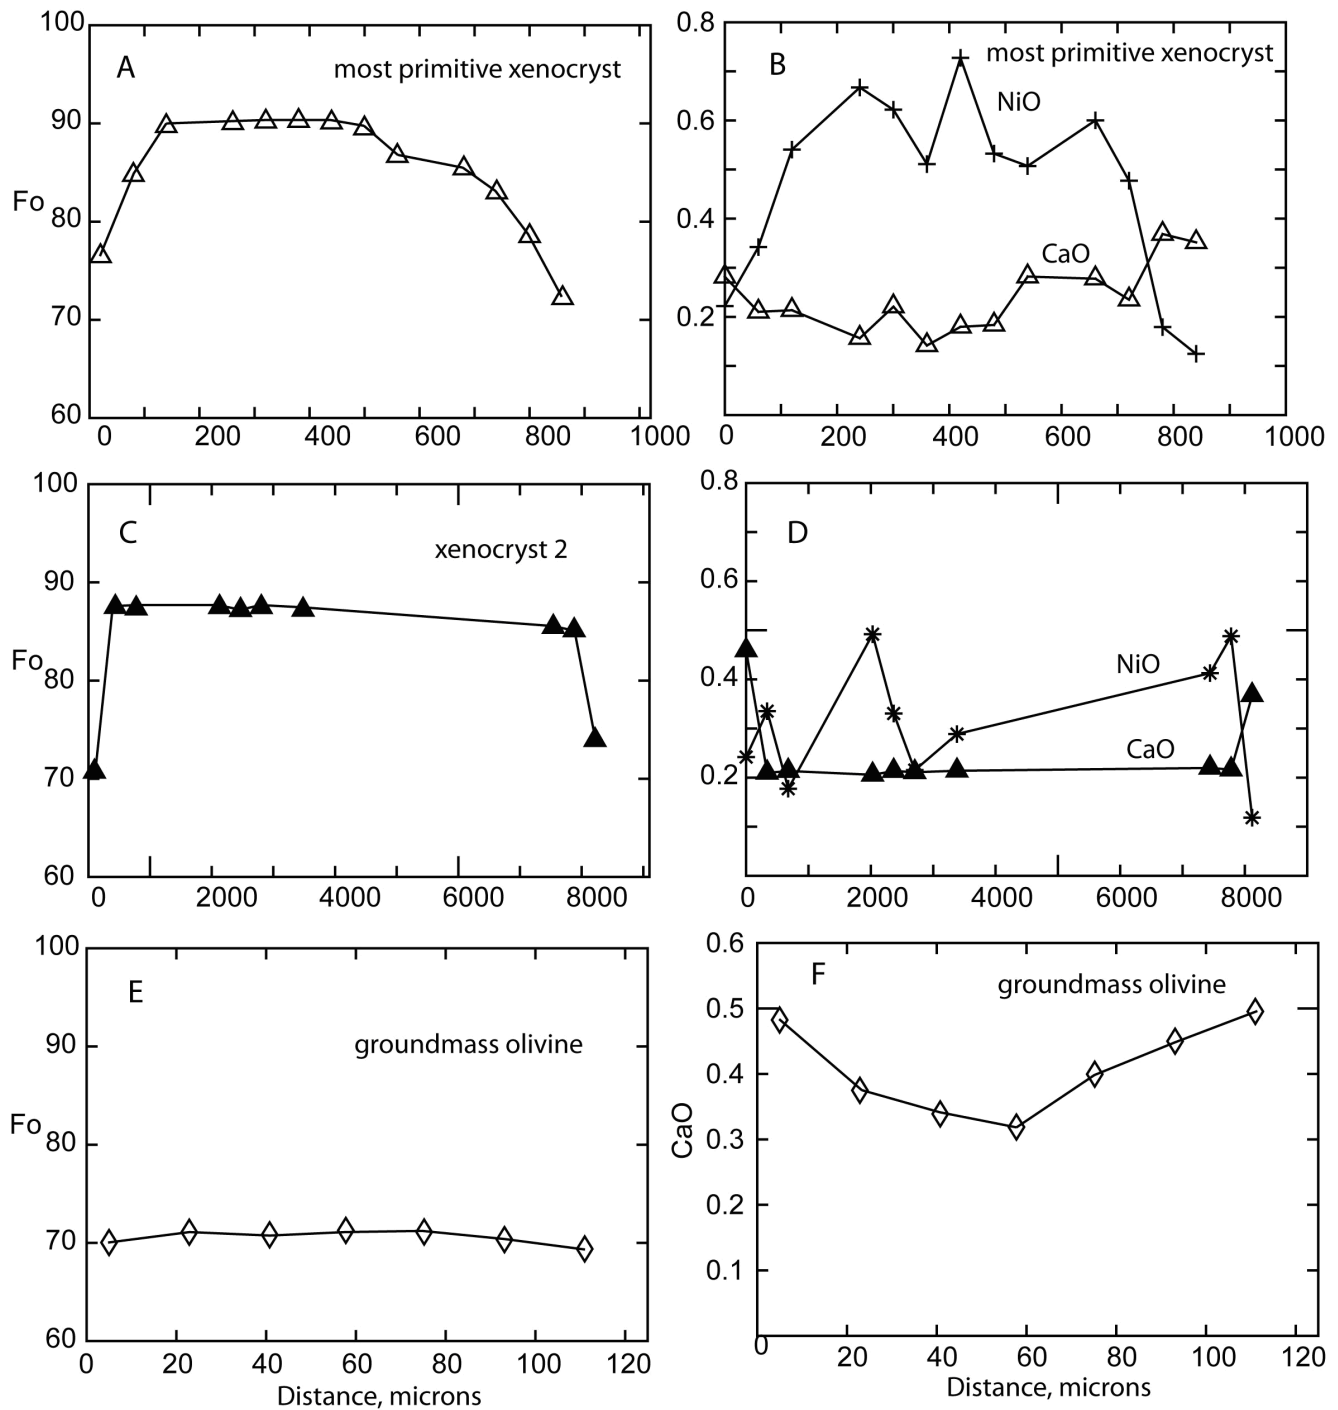 A
most primitive xenocryst
Fo
100
90
80
70
60
0 200 400 600 800 1000
B
most primitive xenocryst
NiO
CaO
0.8
0.6
0.4
0.2
0 200 400 600 800 1000
C
xenocryst 2
Fo
100
90
80
70
60
0 2000 4000 6000 8000
D
NiO
CaO
0.8
0.6
0.4
0.2
0 2000 4000 6000 8000
E
groundmass olivine
Fo
100
90
80
70
60
0 20 40 60 80 100 120
Distance, microns
F
groundmass olivine
CaO
0.6
0.5
0.4
0.3
0.2
0.1
0 20 40 60 80 100 120
Distance, microns